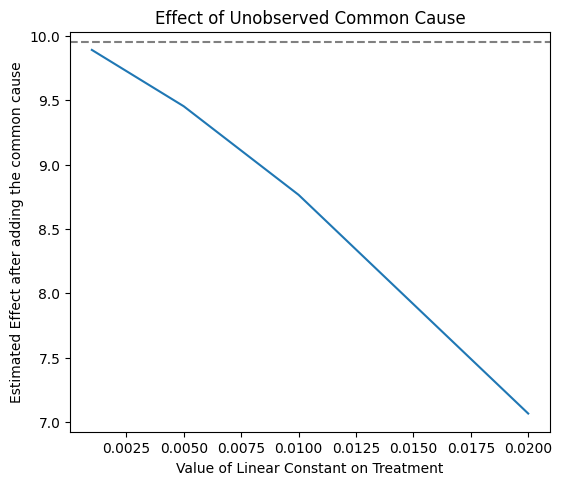 Effect of Unobserved Common Cause
Estimated Effect after adding the common cause
10.0
9.5
9.0
8.5
8.0
7.5
7.0
0.0025 0.0050 0.0075 0.0100 0.0125 0.0150 0.0175 0.0200
Value of Linear Constant on Treatment